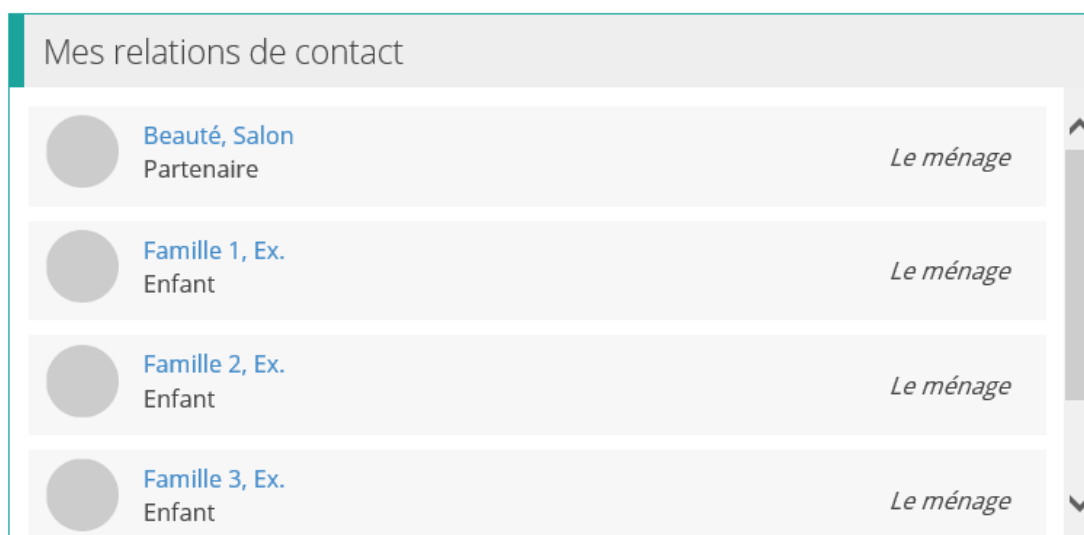 Mes relations de contact
Beauté, Salon
Partenaire
Le ménage
Famille 1, Ex.
Enfant
Le ménage
Famille 2, Ex.
Enfant
Le ménage
Famille 3, Ex.
Enfant
Le ménage